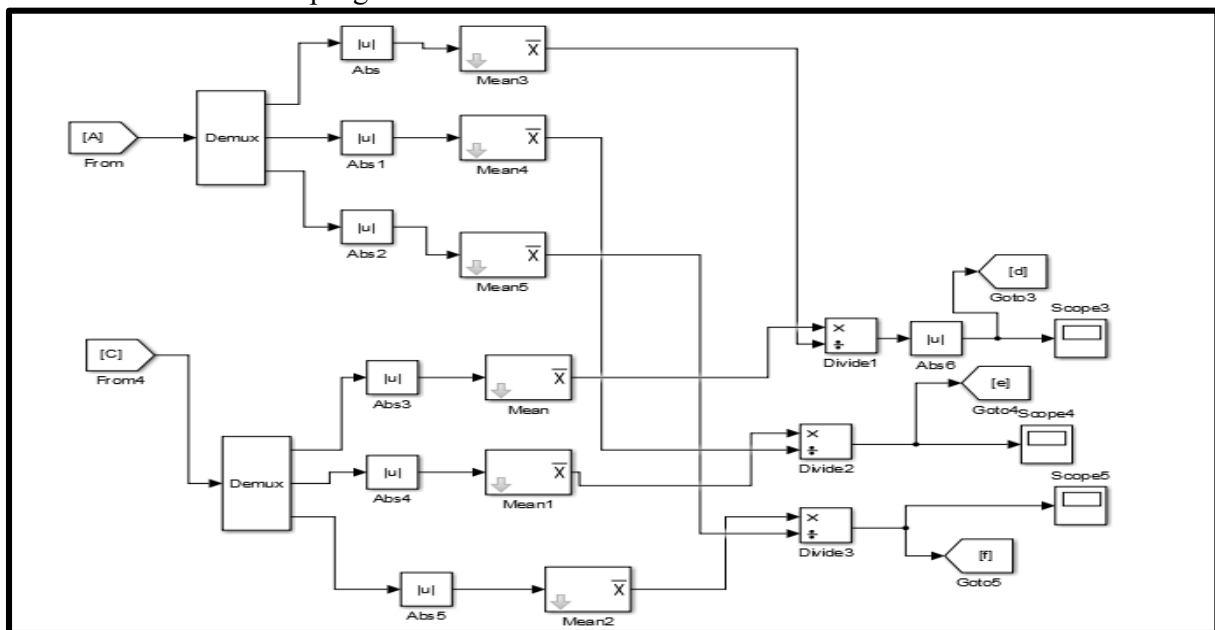 |u|
Abs
X
Mean3
[A]
From
Demux
|u|
Abs1
X
Mean4
|u|
Abs2
X
Mean5
[d]
Goto3
Scope3
×
÷
Divide1
|u|
Abs6
[C]
From4
|u|
Abs3
X
Mean
[e]
Goto4
Scope4
×
÷
Divide2
Demux
|u|
Abs4
X
Mean1
Scope5
×
÷
Divide3
[f]
Goto5
|u|
Abs5
X
Mean2